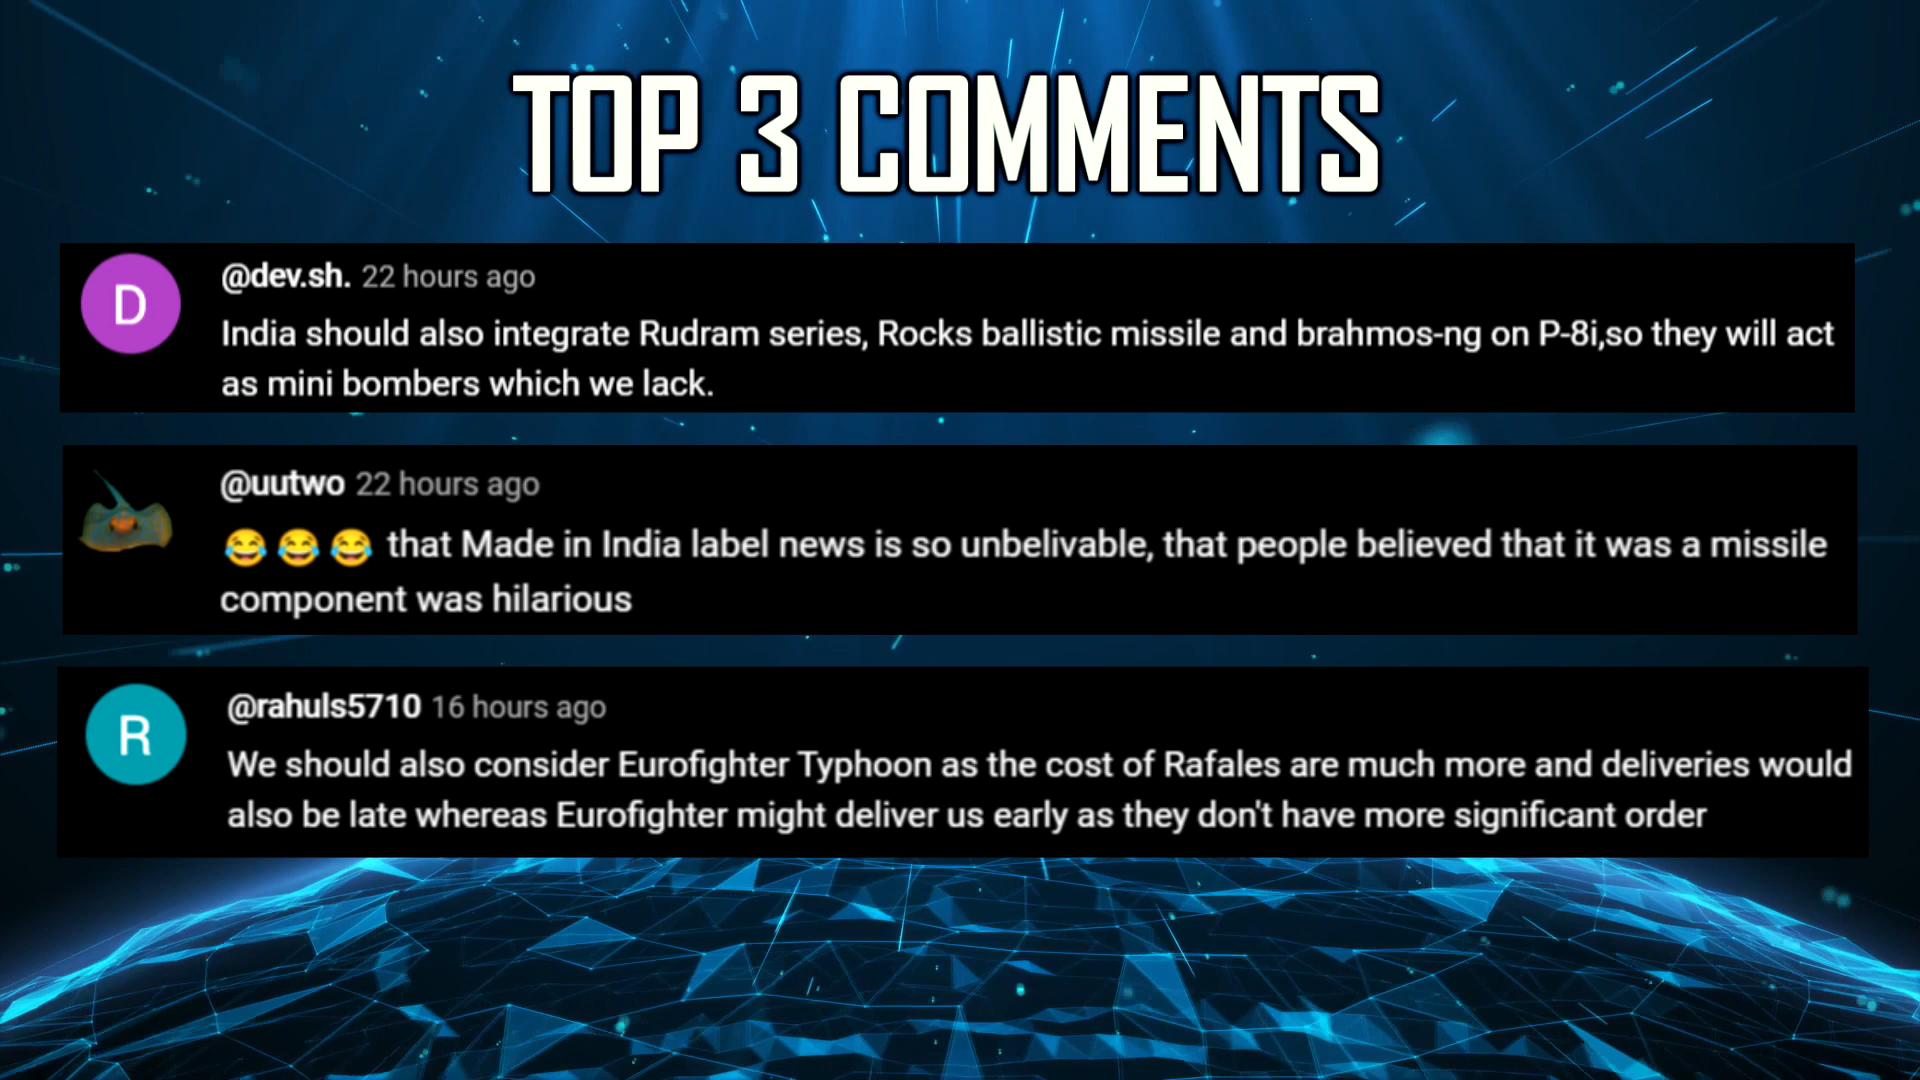 TOP 3 COMMENTS
D
@dev.sh. 22 hours ago
India should also integrate Rudram series, Rocks ballistic missile and brahmos-ng on P-8i,so they will act
as mini bombers which we lack.
@uutwo 22 hours ago
😂😂😂 that Made in India label news is so unbelivable, that people believed that it was a missile
component was hilarious
R
@rahuls5710 16 hours ago
We should also consider Eurofighter Typhoon as the cost of Rafales are much more and deliveries would
also be late whereas Eurofighter might deliver us early as they don't have more significant order